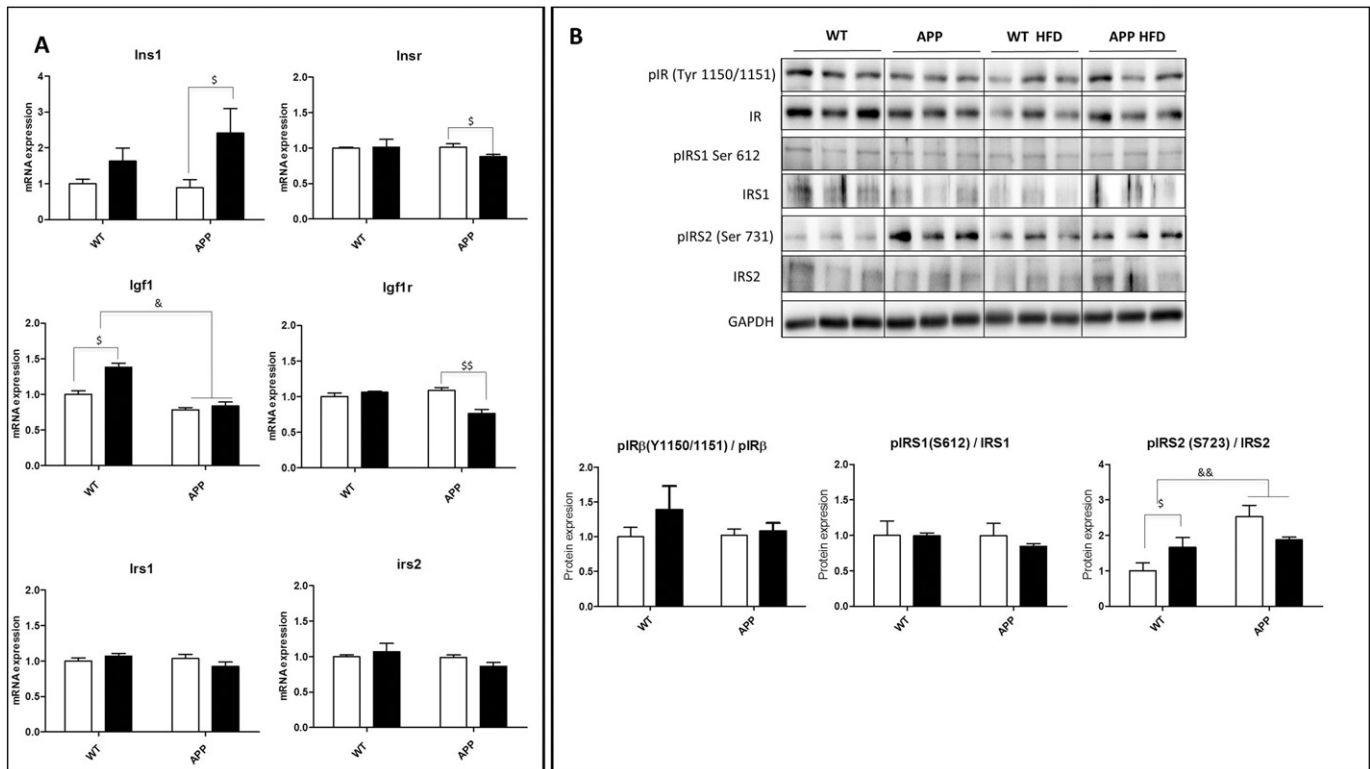 A
Ins1
mRNA expression
4
3
2
1
0
$
WT
APP
Insr
mRNA expression
2.0
1.5
1.0
0.5
0.0
$
WT
APP
Igf1
mRNA expression
2.0
1.5
1.0
0.5
0.0
$
&
WT
APP
Igf1r
mRNA expression
2.0
1.5
1.0
0.5
0.0
$$
WT
APP
Irs1
mRNA expression
2.0
1.5
1.0
0.5
0.0
WT
APP
irs2
mRNA expression
2.0
1.5
1.0
0.5
0.0
WT
APP
B
WT APP WT HFD APP HFD
pIR (Tyr 1150/1151)
IR
pIRS1 Ser 612
IRS1
pIRS2 (Ser 731)
IRS2
GAPDH
pIRβ(Y1150/1151) / pIRβ
Protein expresion
2.0
1.5
1.0
0.5
0.0
WT
APP
pIRS1(S612) / IRS1
Protein expresion
2.0
1.5
1.0
0.5
0.0
WT
APP
pIRS2 (S723) / IRS2
Protein expresion
4
3
2
1
0
$
&&
WT
APP